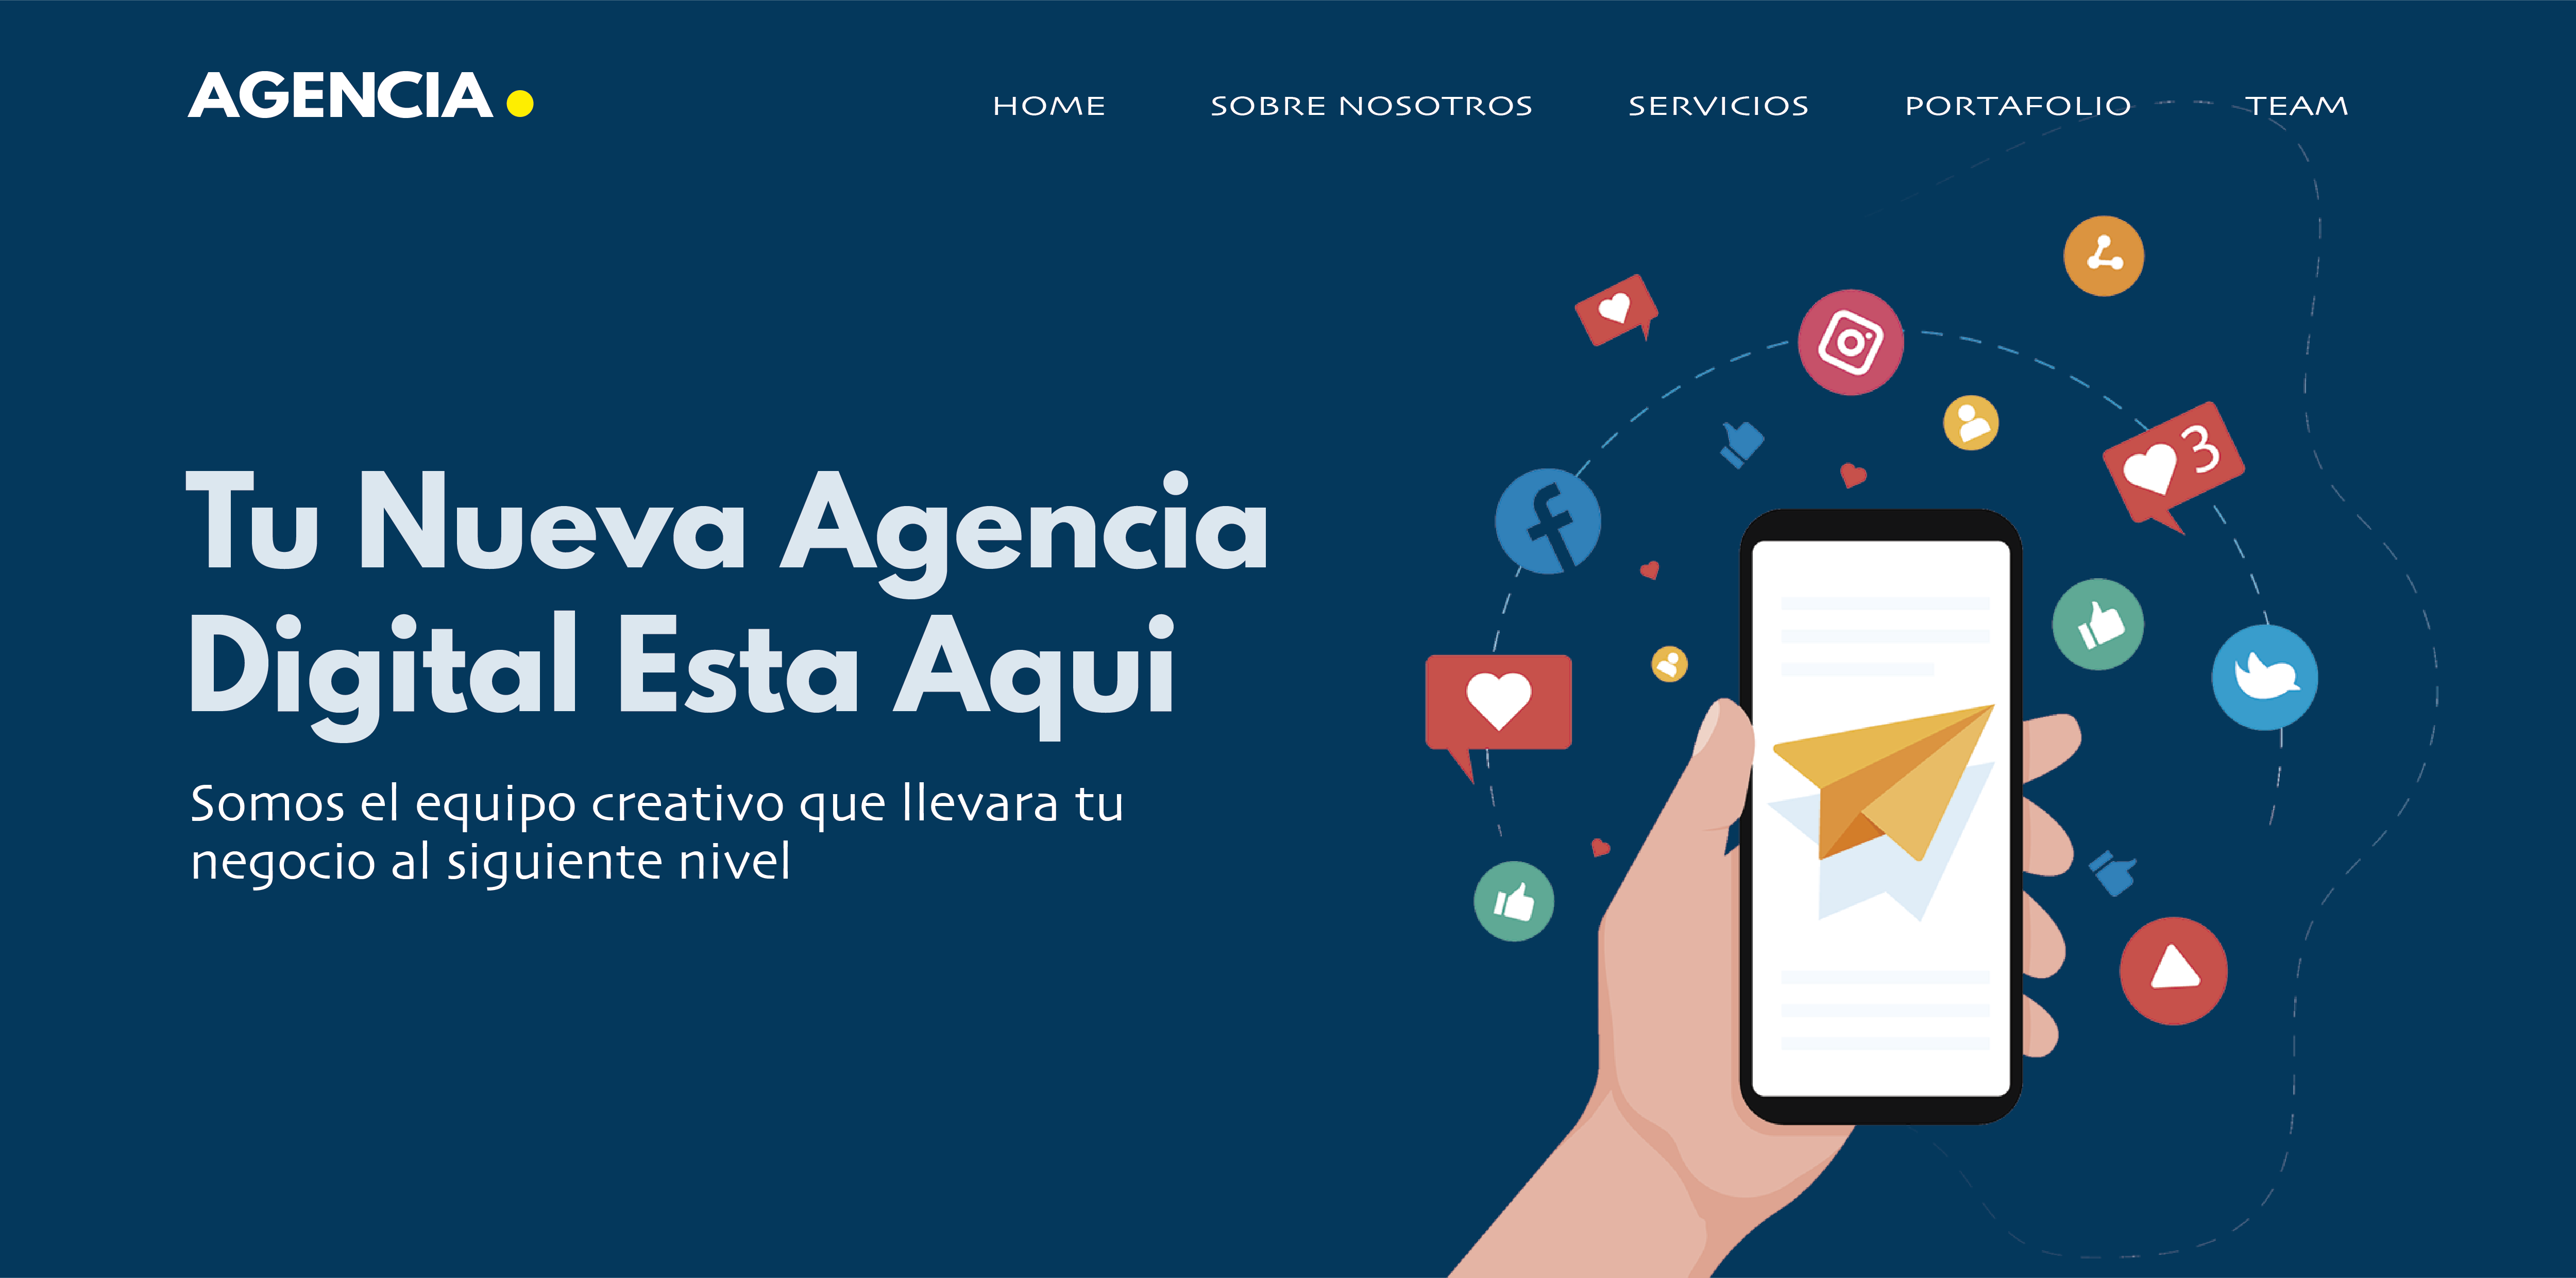 AGENCIA.
HOME SOBRE NOSOTROS SERVICIOS PORTAFOLIO TEAM
Tu Nueva Agencia
Digital Esta Aqui
Somos el equipo creativo que llevara tu
negocio al siguiente nivel
3